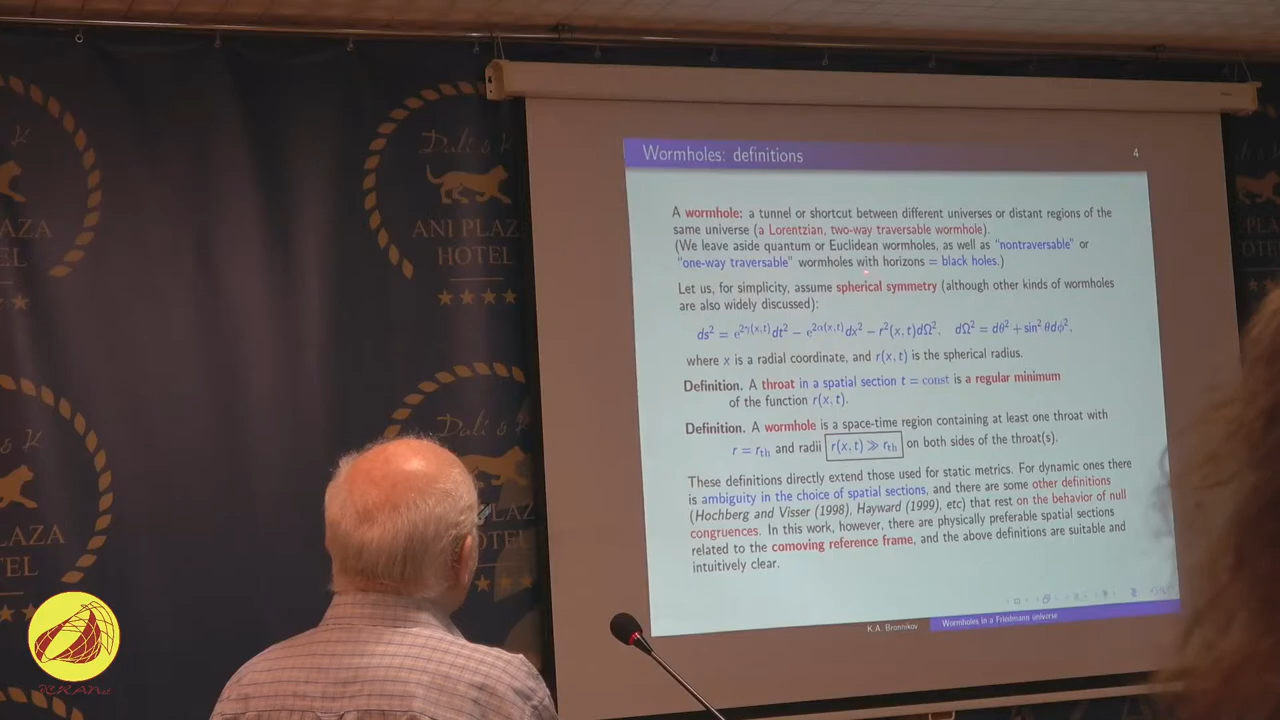 Wormholes: definitions
4
A wormhole: a tunnel or shortcut between different universes or distant regions of the
same universe (a Lorentzian, two-way traversable wormhole).
(We leave aside quantum or Euclidean wormholes, as well as "nontraversable" or
"one-way traversable" wormholes with horizons = black holes.)
Let us, for simplicity, assume spherical symmetry (although other kinds of wormholes
are also widely discussed):
ds² = e^{2γ(x,t)}dt² − e^{2α(x,t)}dx² − r²(x,t)dΩ², dΩ² = dθ² + sin² θdϕ²,
where x is a radial coordinate, and r(x,t) is the spherical radius.
Definition. A throat in a spatial section t = const is a regular minimum
of the function r(x,t).
Definition. A wormhole is a space-time region containing at least one throat with
r = r_th and radii r(x,t) ≫ r_th on both sides of the throat(s).
These definitions directly extend those used for static metrics. For dynamic ones there
is ambiguity in the choice of spatial sections, and there are some other definitions
(Hochberg and Visser (1998), Hayward (1999), etc) that rest on the behavior of null
congruences. In this work, however, there are physically preferable spatial sections
related to the comoving reference frame, and the above definitions are suitable and
intuitively clear.
K.A. Bronnikov
Wormholes in a Friedmann universe
Duli & K
ANI PLAZA
HOTEL
Duli & K
LAZ
K
AZA
EL
& K
LAZA
EL